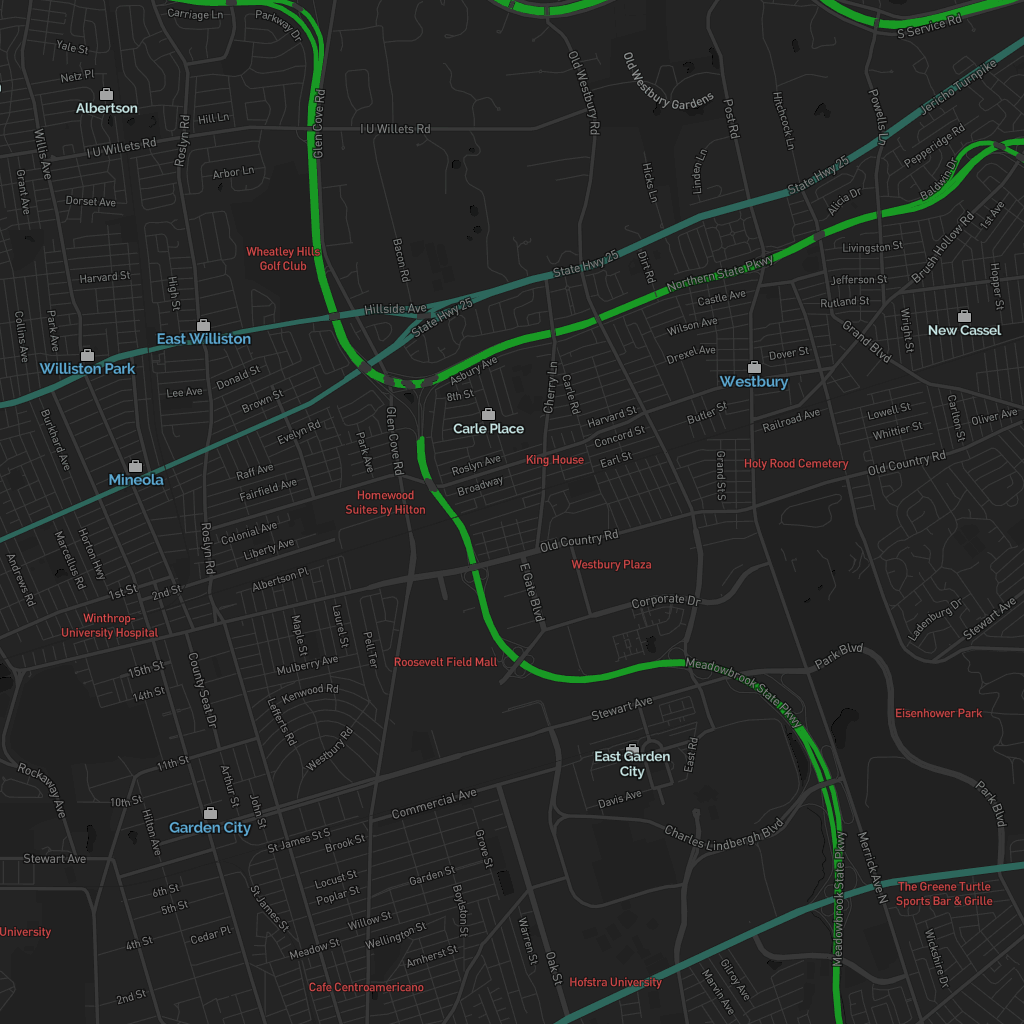 Carriage Ln
Parkway Dr
S Service Rd
Yale St
Netz Pl
Albertson
Old Westbury Rd
Old Westbury Gardens
Jericho Turnpike
Hitchcock Ln
Post Rd
Powells Ln
Glen Cove Rd
Hill Ln
I U Willets Rd
Roslyn Rd
Willis Ave
I U Willets Rd
Pepperidge Rd
Arbor Ln
Grant Ave
Dorset Ave
Hicks Ln
Linden Ln
State Hwy 25
Baldwin Dr
Alicia Dr
1st Ave
Wheatley Hills
Golf Club
Bacon Rd
State Hwy 25
Dirt Rd
Northern State Pkwy
Livingston St
Brush Hollow Rd
Harvard St
High St
Jefferson St
Hopper St
Castle Ave
Rutland St
Hillside Ave
State Hwy 25
Collins Ave
Park Ave
East Williston
Wilson Ave
Grand Blvd
Wright St
New Cassel
Williston Park
Drexel Ave
Dover St
Westbury
Asbury Ave
8th St
Donald St
Lee Ave
Brown St
Cherry Ln
Carle Rd
Harvard St
Butler St
Railroad Ave
Lowell St
Whittier St
Carlton St
Oliver Ave
Burkhard Ave
Evelyn Rd
Park Ave
Glen Cove Rd
Carle Place
Concord St
Earl St
King House
Holy Rood Cemetery
Old Country Rd
Mineola
Raff Ave
Fairfield Ave
Roslyn Ave
Broadway
Grand St S
Homewood
Suites by Hilton
Colonial Ave
Liberty Ave
Roslyn Rd
Old Country Rd
Horton Hwy
Marcellus Rd
Andrews Rd
Albertson Pl
Westbury Plaza
E Gate Blvd
1st St
2nd St
Corporate Dr
Ladenburg Dr
Stewart Ave
Winthrop-
University Hospital
Maple St
Laurel St
Pell Ter
Park Blvd
15th St
14th St
Mulberry Ave
Roosevelt Field Mall
Meadowbrook State Pkwy
County Seat Dr
Kenwood Rd
Lefferts Rd
Westbury Rd
Stewart Ave
Eisenhower Park
East Rd
East Garden
City
11th St
Rockaway Ave
Arthur St
John St
10th St
Hilton Ave
Garden City
Commercial Ave
Davis Ave
Park Blvd
Charles Lindbergh Blvd
St James St S
Brook St
Grove St
Stewart Ave
Meadowbrook State Pkwy
Merrick Ave N
Locust St
Poplar St
Garden St
6th St
5th St
St James St
Boylston St
The Greene Turtle
Sports Bar & Grille
University
4th St
Cedar Pl
Willow St
Meadow St
Wellington St
Amherst St
Warren St
Oak St
Wickshire Dr
Gilroy Ave
Marvin Ave
2nd St
Cafe Centroamericano
Hofstra University